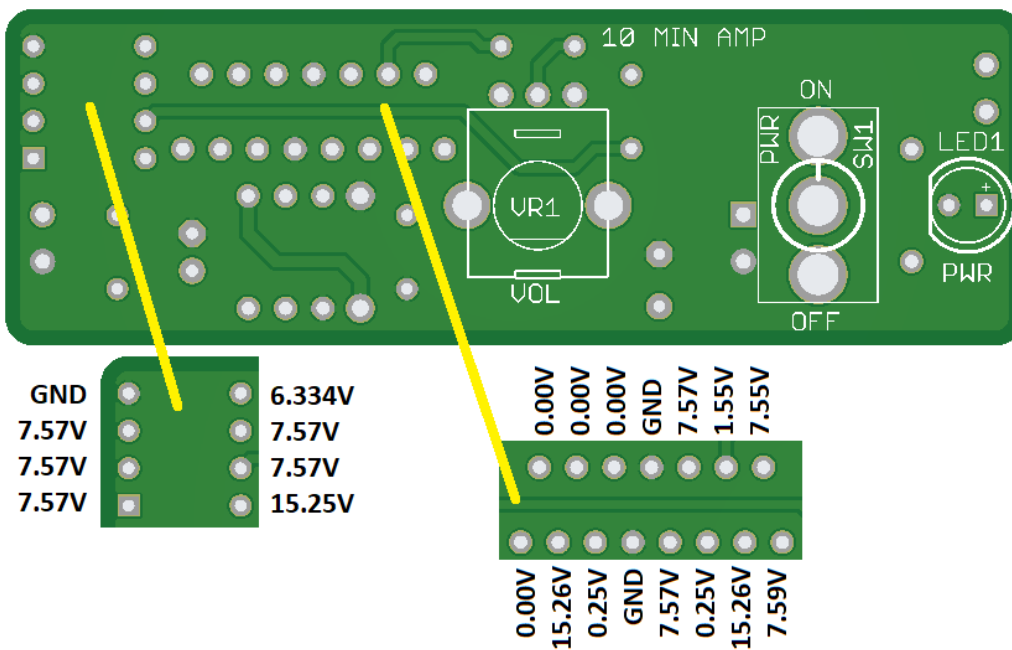 10 MIN AMP
ON
PWR
SW1
LED1
+
VR1
VOL
PWR
OFF
GND 6.334V
7.57V 7.57V
7.57V 7.57V
7.57V 15.25V
0.00V 0.00V 0.00V GND 7.57V 1.55V 7.55V
0.00V 15.26V 0.25V GND 7.57V 0.25V 15.26V 7.59V